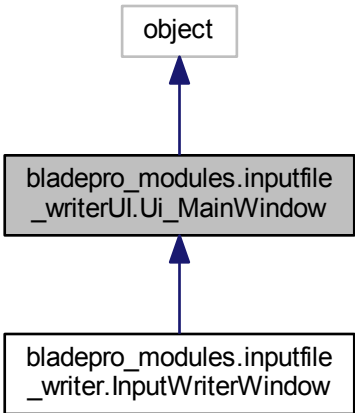 object
bladepro_modules.inputfile
_writerUI.Ui_MainWindow
bladepro_modules.inputfile
_writer.InputWriterWindow